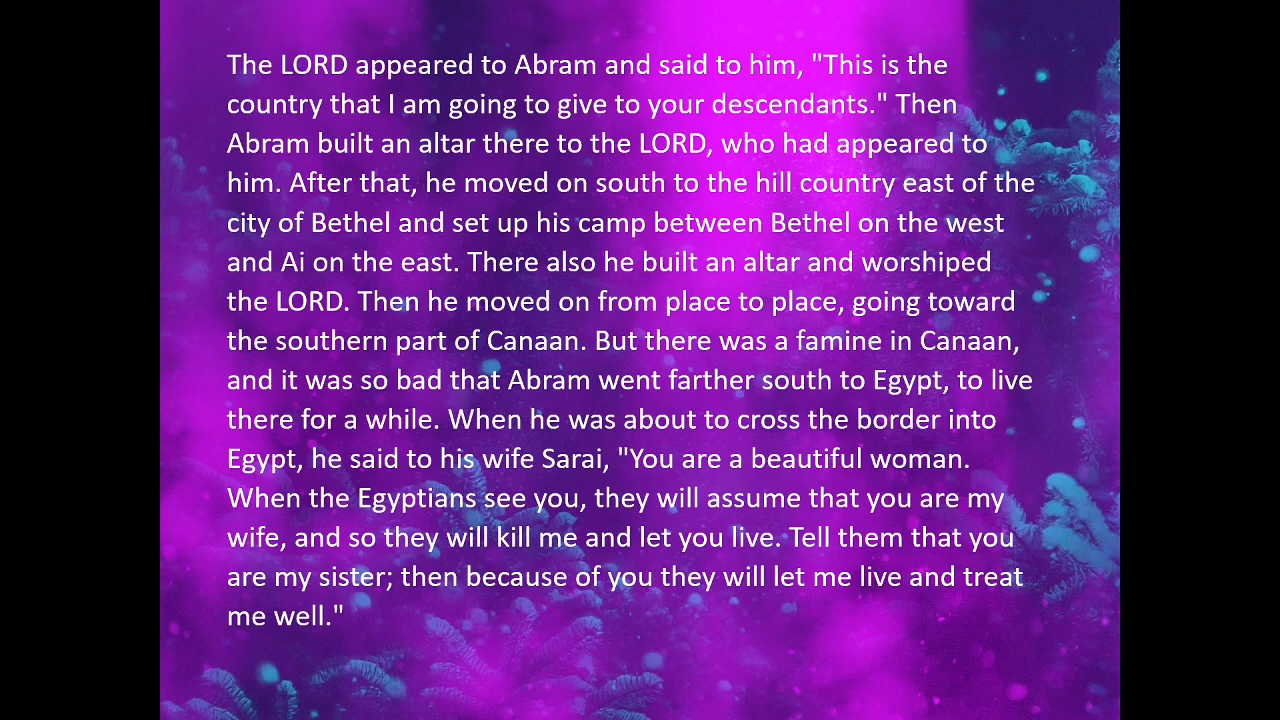 The LORD appeared to Abram and said to him, "This is the
country that I am going to give to your descendants." Then
Abram built an altar there to the LORD, who had appeared to
him. After that, he moved on south to the hill country east of the
city of Bethel and set up his camp between Bethel on the west
and Ai on the east. There also he built an altar and worshiped
the LORD. Then he moved on from place to place, going toward
the southern part of Canaan. But there was a famine in Canaan,
and it was so bad that Abram went farther south to Egypt, to live
there for a while. When he was about to cross the border into
Egypt, he said to his wife Sarai, "You are a beautiful woman.
When the Egyptians see you, they will assume that you are my
wife, and so they will kill me and let you live. Tell them that you
are my sister; then because of you they will let me live and treat
me well."